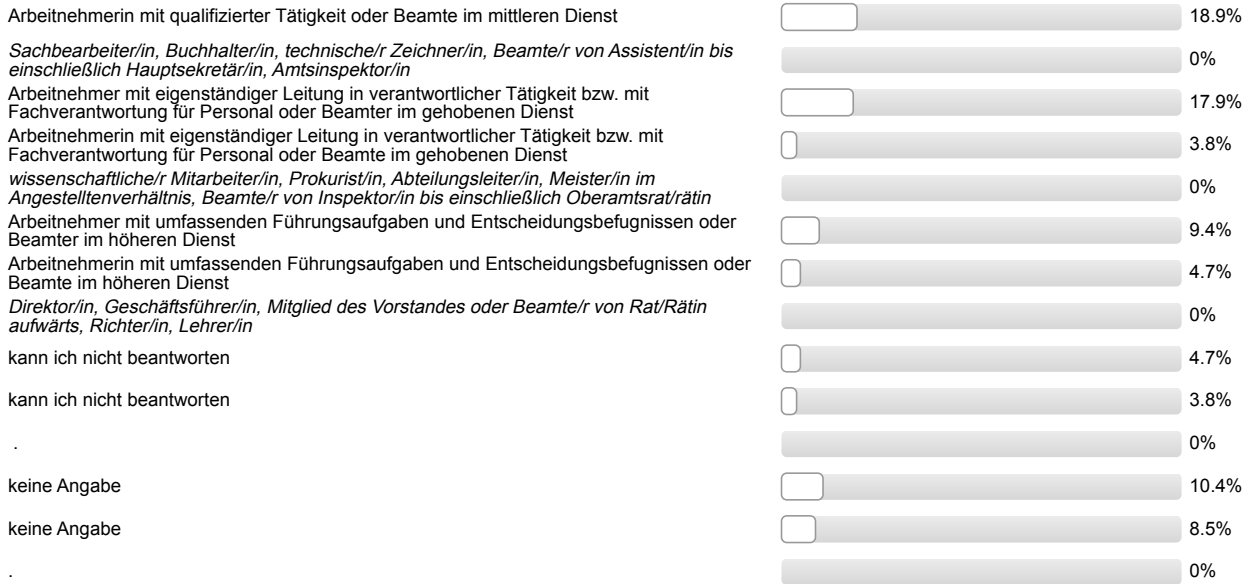 Arbeitnehmerin mit qualifizierter Tätigkeit oder Beamte im mittleren Dienst 18.9%
Sachbearbeiter/in, Buchhalter/in, technische/r Zeichner/in, Beamte/r von Assistent/in bis
einschließlich Hauptsekretär/in, Amtsinspektor/in 0%
Arbeitnehmer mit eigenständiger Leitung in verantwortlicher Tätigkeit bzw. mit
Fachverantwortung für Personal oder Beamter im gehobenen Dienst 17.9%
Arbeitnehmerin mit eigenständiger Leitung in verantwortlicher Tätigkeit bzw. mit
Fachverantwortung für Personal oder Beamte im gehobenen Dienst 3.8%
wissenschaftliche/r Mitarbeiter/in, Prokurist/in, Abteilungsleiter/in, Meister/in im
Angestelltenverhältnis, Beamte/r von Inspektor/in bis einschließlich Oberamtsrat/rätin 0%
Arbeitnehmer mit umfassenden Führungsaufgaben und Entscheidungsbefugnissen oder
Beamter im höheren Dienst 9.4%
Arbeitnehmerin mit umfassenden Führungsaufgaben und Entscheidungsbefugnissen oder
Beamte im höheren Dienst 4.7%
Direktor/in, Geschäftsführer/in, Mitglied des Vorstandes oder Beamte/r von Rat/Rätin
aufwärts, Richter/in, Lehrer/in 0%
kann ich nicht beantworten 4.7%
kann ich nicht beantworten 3.8%
. 0%
keine Angabe 10.4%
keine Angabe 8.5%
. 0%